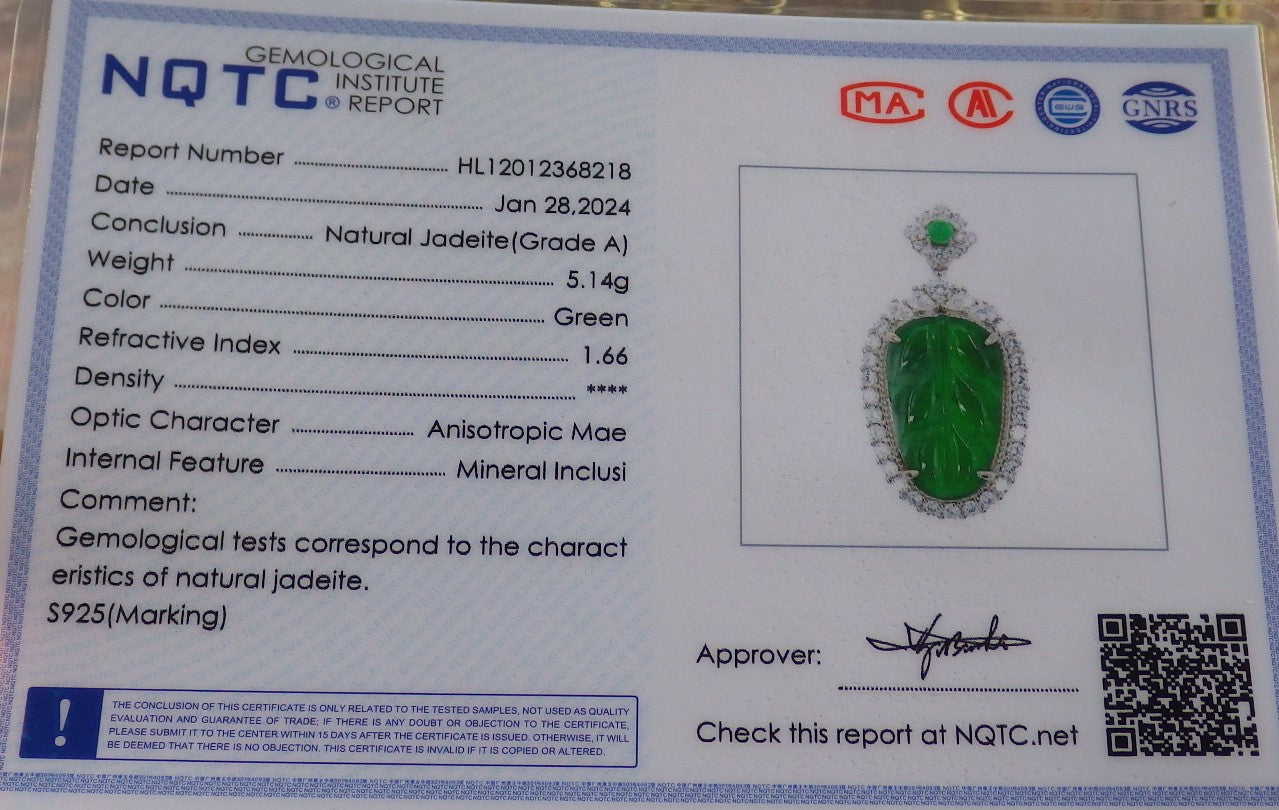 NQTC® GEMOLOGICAL
INSTITUTE
REPORT
MA
GNRS
Report Number ........ HL12012368218
Date ........ Jan 28,2024
Conclusion ........ Natural Jadeite(Grade A)
Weight ........ 5.14g
Color ........ Green
Refractive Index ........ 1.66
Density ........ ****
Optic Character ........ Anisotropic Mae
Internal Feature ........ Mineral Inclusi
Comment:
Gemological tests correspond to the charact
eristics of natural jadeite.
S925(Marking)
THE CONCLUSION OF THIS CERTIFICATE IS ONLY RELATED TO THE TESTED SAMPLES, NOT USED AS QUALITY
EVALUATION AND GUARANTEE OF TRADE; IF THERE IS ANY DOUBT OR OBJECTION TO THE CERTIFICATE,
PLEASE SUBMIT IT TO THE CENTER WITHIN 15 DAYS AFTER THE CERTIFICATE IS ISSUED. OTHERWISE, IT WILL
BE DEEMED THAT THERE IS NO OBJECTION. THIS CERTIFICATE IS INVALID IF IT IS COPIED OR ALTERED.
Approver:
Check this report at NQTC.net